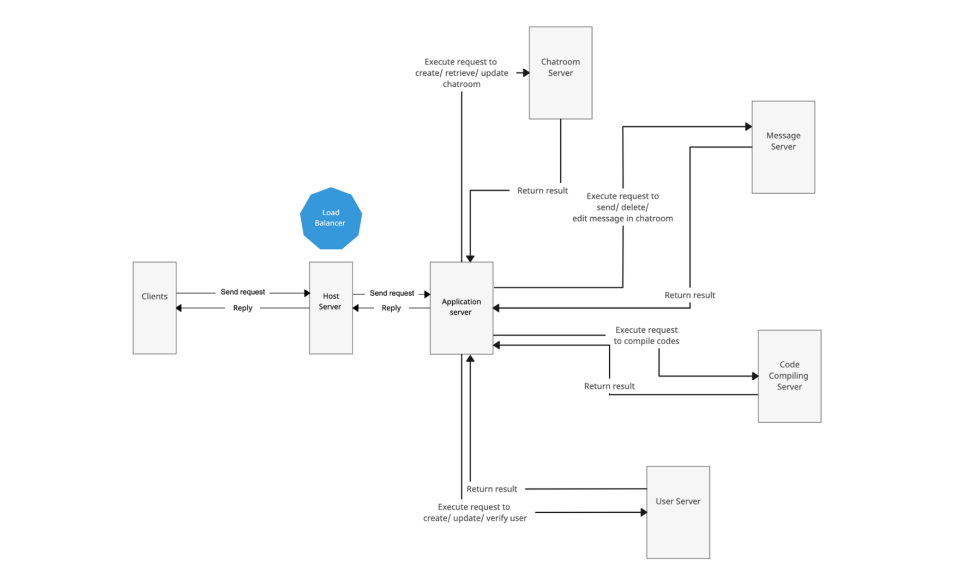 Execute request to
create/ retrieve/ update
chatroom
Chatroom
Server
Message
Server
Return result
Execute request to
send/ delete/
edit message in chatroom
Load
Balancer
Clients
Send request
Reply
Host
Server
Send request
Reply
Application
server
Return result
Execute request
to compile codes
Code
Compiling
Server
Return result
Return result
Execute request to
create/ update/ verify user
User Server